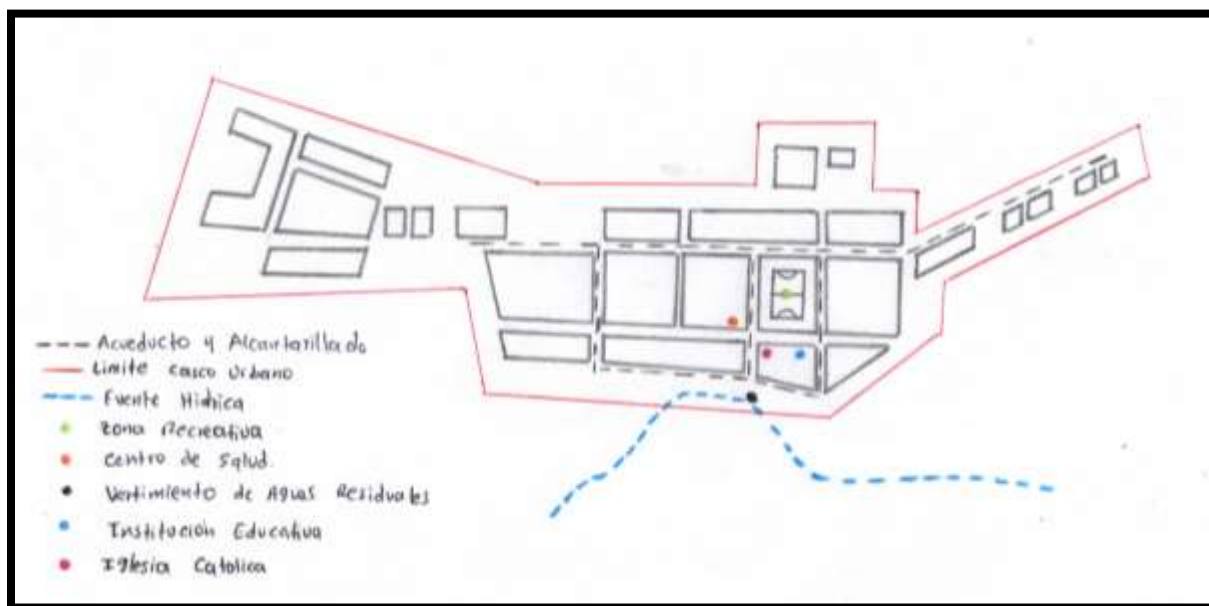 Acueducto y Alcantarillado
Limite Casco Urbano
Fuente Hidrica
Zona Recreativa
Centro de Salud.
Vertimiento de Aguas Residuales
Institución Educativa
Iglesia Catolica